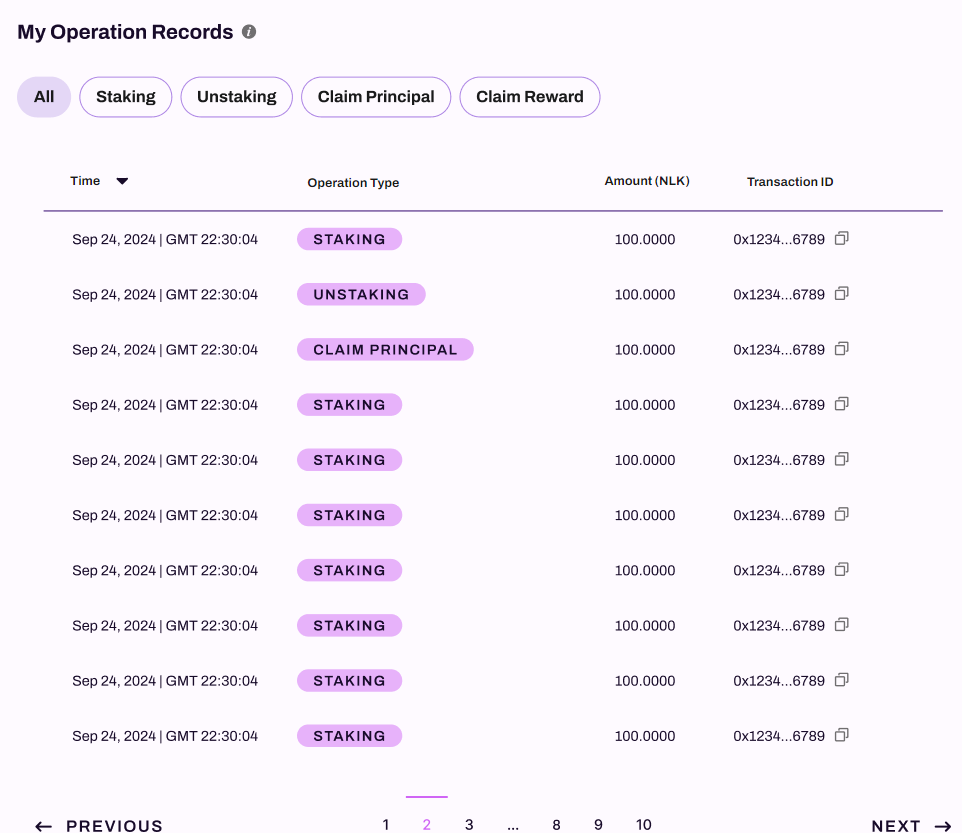 My Operation Records i
All Staking Unstaking Claim Principal Claim Reward
Time Operation Type Amount (NLK) Transaction ID
Sep 24, 2024 | GMT 22:30:04 STAKING 100.0000 0x1234...6789
Sep 24, 2024 | GMT 22:30:04 UNSTAKING 100.0000 0x1234...6789
Sep 24, 2024 | GMT 22:30:04 CLAIM PRINCIPAL 100.0000 0x1234...6789
Sep 24, 2024 | GMT 22:30:04 STAKING 100.0000 0x1234...6789
Sep 24, 2024 | GMT 22:30:04 STAKING 100.0000 0x1234...6789
Sep 24, 2024 | GMT 22:30:04 STAKING 100.0000 0x1234...6789
Sep 24, 2024 | GMT 22:30:04 STAKING 100.0000 0x1234...6789
Sep 24, 2024 | GMT 22:30:04 STAKING 100.0000 0x1234...6789
Sep 24, 2024 | GMT 22:30:04 STAKING 100.0000 0x1234...6789
Sep 24, 2024 | GMT 22:30:04 STAKING 100.0000 0x1234...6789
← PREVIOUS 1 2 3 ... 8 9 10 NEXT →